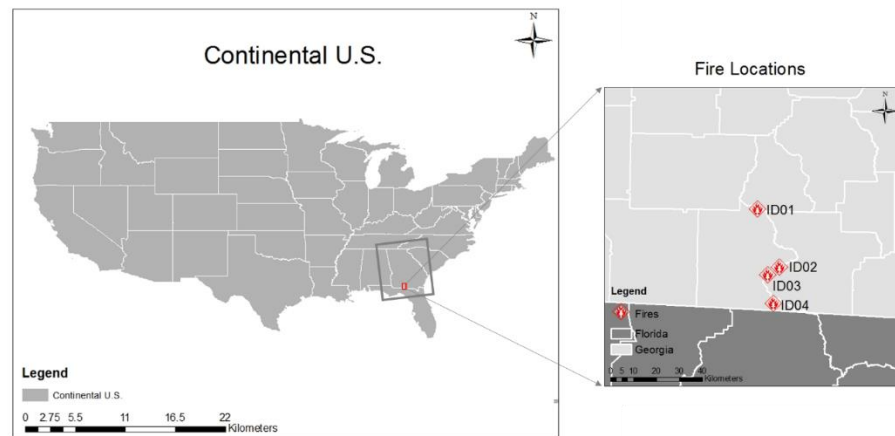 N
Continental U.S.
Legend
Continental U.S.
0 2.75 5.5 11 16.5 22
Kilometers
Fire Locations
N
ID01
ID02
ID03
ID04
Legend
Fires
Florida
Georgia
0 5 10 20 30 40
Kilometers